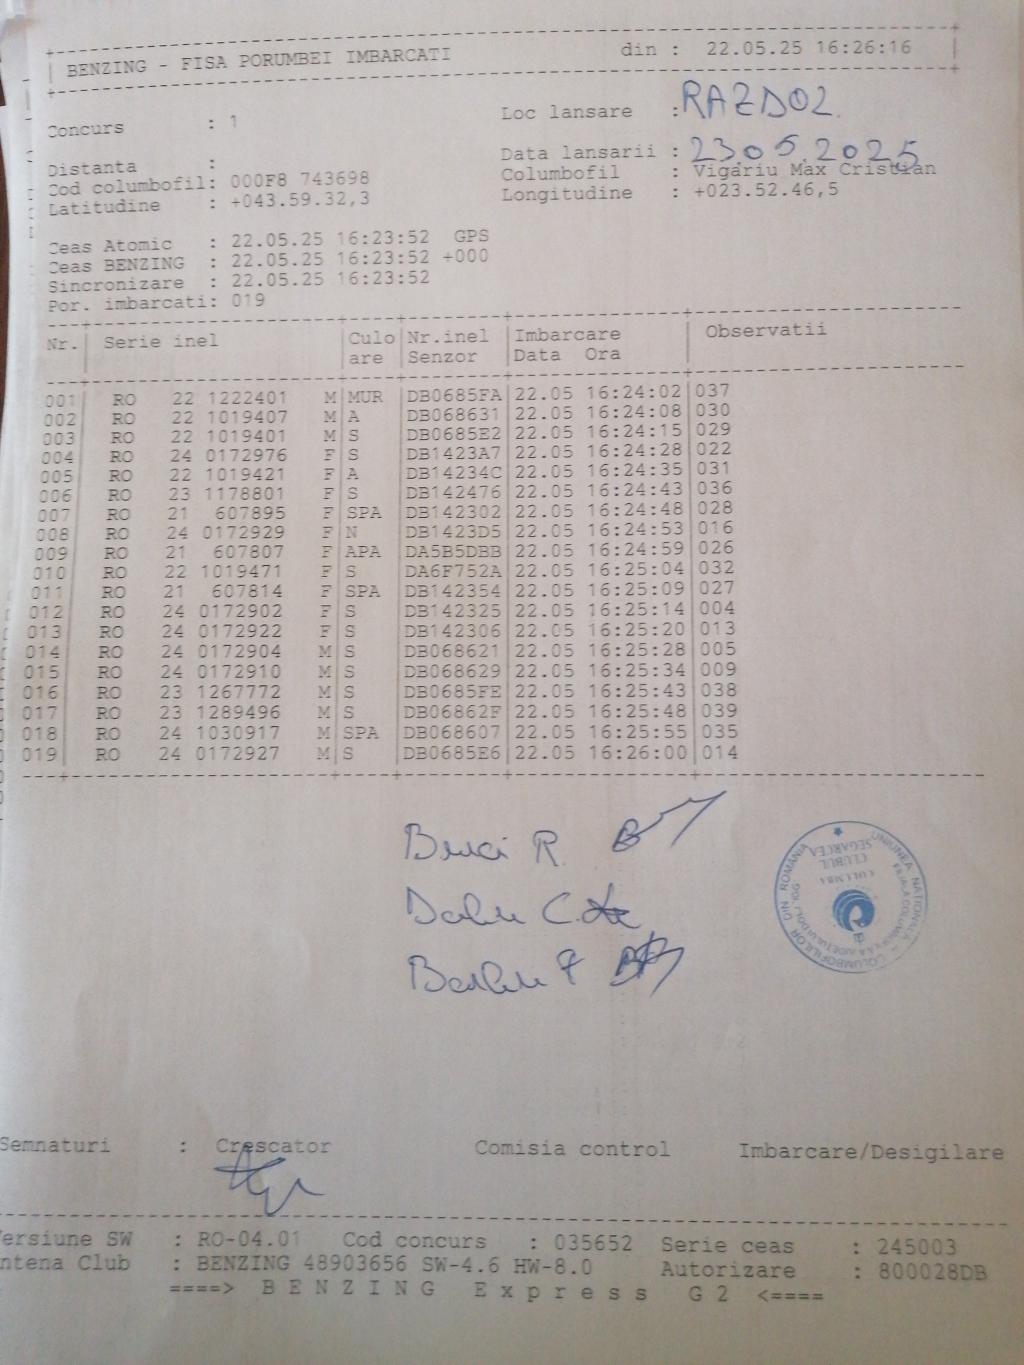 BENZING - FISA PORUMBEI IMBARCATI din : 22.05.25 16:26:16
Concurs : 1 Loc lansare : RAZDOL
Distanta : Data lansarii : 23 05 2025
Cod columbofil: 000F8 743698 Columbofil : Vigariu Max Cristian
Latitudine : +043.59.32,3 Longitudine : +023.52.46,5
Ceas Atomic : 22.05.25 16:23:52 GPS
Ceas BENZING : 22.05.25 16:23:52 +000
Sincronizare : 22.05.25 16:23:52
Por. imbarcati: 019
Nr. Serie inel Culo Nr.inel Imbarcare Observatii
are Senzor Data Ora
001 RO 22 1222401 M MUR DB0685FA 22.05 16:24:02 037
002 RO 22 1019407 M A DB068631 22.05 16:24:08 030
003 RO 22 1019401 M S DB0685E2 22.05 16:24:15 029
004 RO 24 0172976 F S DB1423A7 22.05 16:24:28 022
005 RO 22 1019421 F A DB14234C 22.05 16:24:35 031
006 RO 23 1178801 F S DB142476 22.05 16:24:43 036
007 RO 21 607895 F SPA DB142302 22.05 16:24:48 028
008 RO 24 0172929 F N DB1423D5 22.05 16:24:53 016
009 RO 21 607807 F APA DA5B5DBB 22.05 16:24:59 026
010 RO 22 1019471 F S DA6F752A 22.05 16:25:04 032
011 RO 21 607814 F SPA DB142354 22.05 16:25:09 027
012 RO 24 0172902 F S DB142325 22.05 16:25:14 004
013 RO 24 0172922 F S DB142306 22.05 16:25:20 013
014 RO 24 0172904 M S DB068621 22.05 16:25:28 005
015 RO 24 0172910 M S DB068629 22.05 16:25:34 009
016 RO 23 1267772 M S DB0685FE 22.05 16:25:43 038
017 RO 23 1289496 M S DB06862F 22.05 16:25:48 039
018 RO 24 1030917 M SPA DB068607 22.05 16:25:55 035
019 RO 24 0172927 M S DB0685E6 22.05 16:26:00 014
UNIUNEA NATIONALA A COLUMBOFILILOR DIN ROMANIA
COLUMBA
CLUBUL
SEGARCEA
Semnaturi : Crescator Comisia control Imbarcare/Desigilare
Versiune SW : RO-04.01 Cod concurs : 035652 Serie ceas : 245003
Antena Club : BENZING 48903656 SW-4.6 HW-8.0 Autorizare : 800028DB
====> B E N Z I N G E x p r e s s G 2 <====